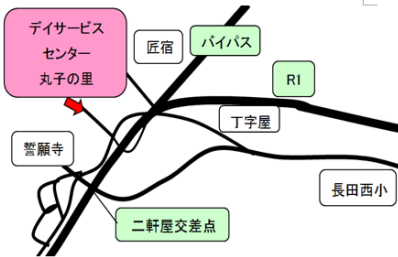 デイサービス
センター
丸子の里
匠宿
バイパス
R1
丁字屋
誓願寺
長田西小
二軒屋交差点